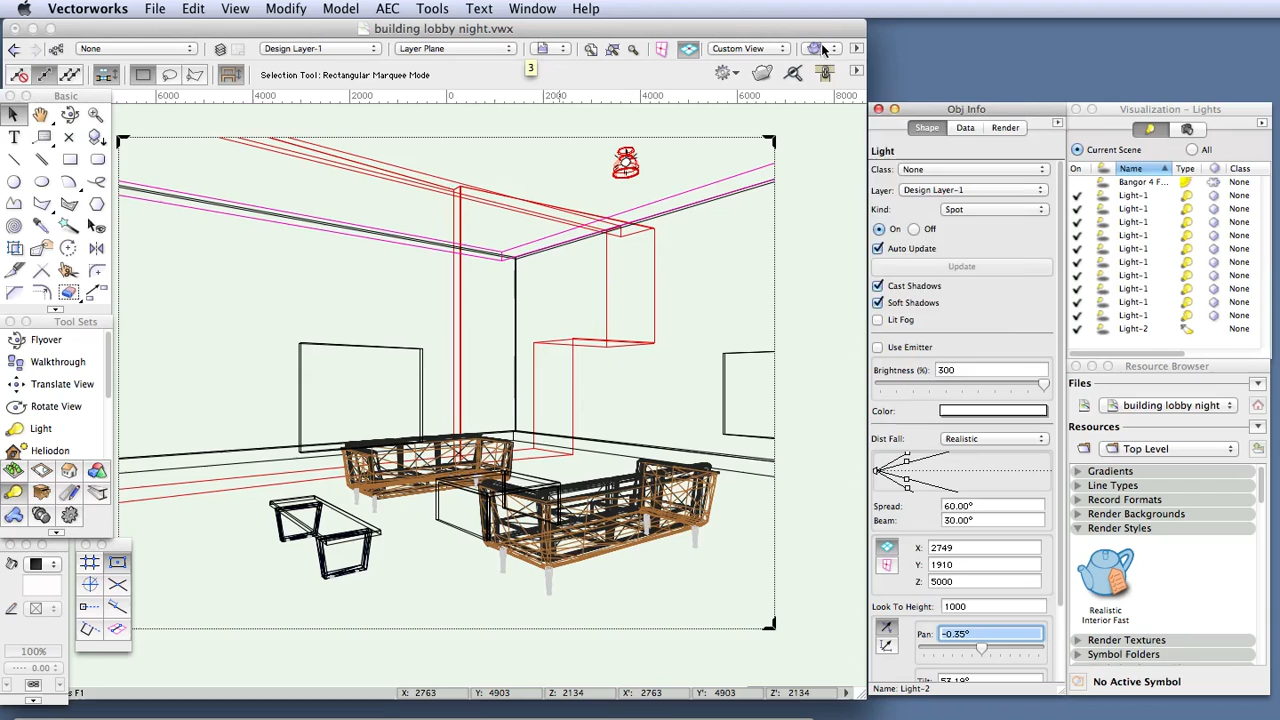 Vectorworks File Edit View Modify Model AEC Tools Text Window Help
building lobby night.vwx
None Design Layer-1 Layer Plane Custom View
Selection Tool: Rectangular Marquee Mode
3
Basic
6000 4000 2000 0 2000 4000 6000 8000
Tool Sets
Flyover
Walkthrough
Translate View
Rotate View
Light
Heliodon
100%
0.00
s F1
X: 2763 Y: 4903 Z: 2134 X': 2763 Y': 4903 Z': 2134
Obj Info
Shape Data Render
Light
Class: None
Layer: Design Layer-1
Kind: Spot
On Off
Auto Update
Update
Cast Shadows
Soft Shadows
Lit Fog
Use Emitter
Brightness (%): 300
Color:
Dist Fall: Realistic
Spread: 60.00°
Beam: 30.00°
X: 2749
Y: 1910
Z: 5000
Look To Height: 1000
Pan: -0.35°
Tilt: 53.19°
Name: Light-2
Visualization - Lights
Current Scene All
On Name Type Class
Bangor 4 F... None
Light-1 None
Light-1 None
Light-1 None
Light-1 None
Light-1 None
Light-1 None
Light-1 None
Light-1 None
Light-1 None
Light-1 None
Light-2 None
Resource Browser
Files
building lobby night
Resources
Top Level
Gradients
Line Types
Record Formats
Render Backgrounds
Render Styles
Realistic
Interior Fast
Render Textures
Symbol Folders
No Active Symbol